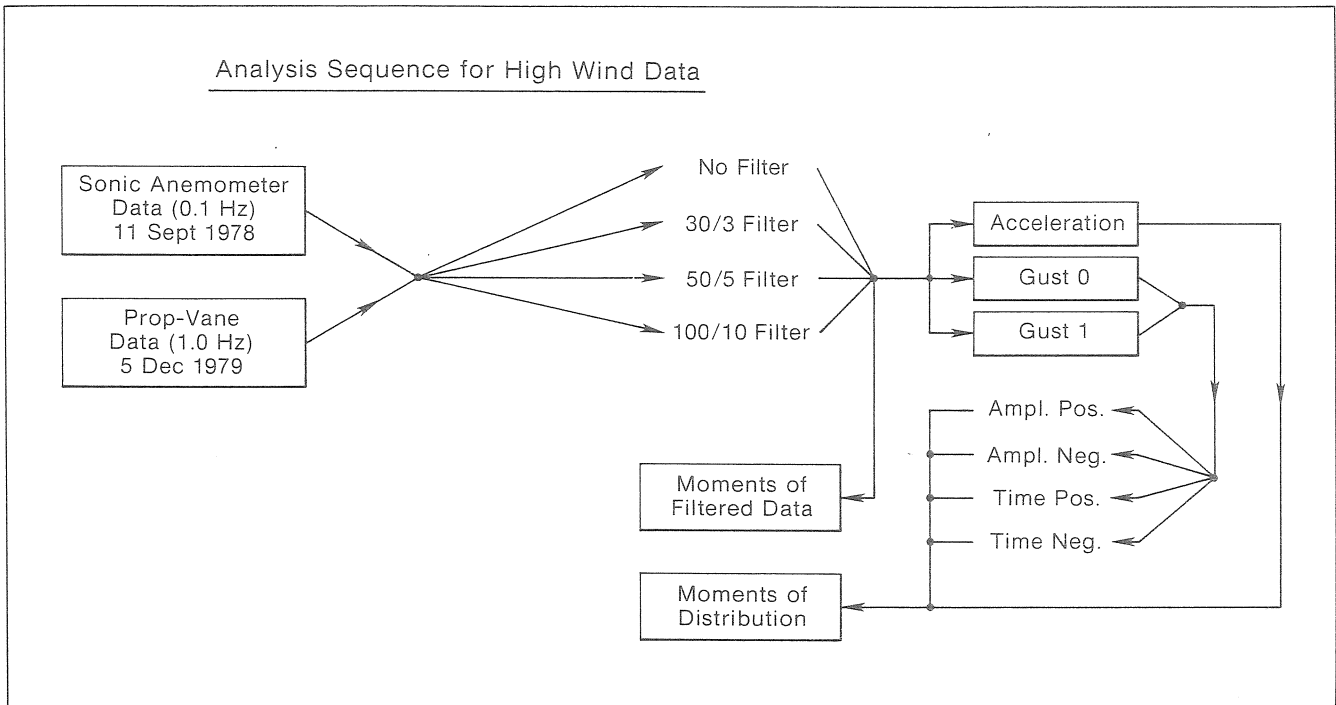 Analysis Sequence for High Wind Data
Sonic Anemometer
Data (0.1 Hz)
11 Sept 1978
Prop-Vane
Data (1.0 Hz)
5 Dec 1979
No Filter
30/3 Filter
50/5 Filter
100/10 Filter
Acceleration
Gust 0
Gust 1
Ampl. Pos.
Ampl. Neg.
Time Pos.
Time Neg.
Moments of
Filtered Data
Moments of
Distribution